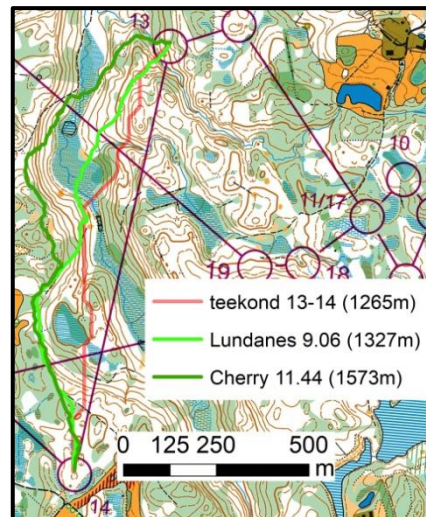 13
10
11/17
19
18
teekond 13-14 (1265m)
Lundanes 9.06 (1327m)
Cherry 11.44 (1573m)
0 125 250 500
m
14